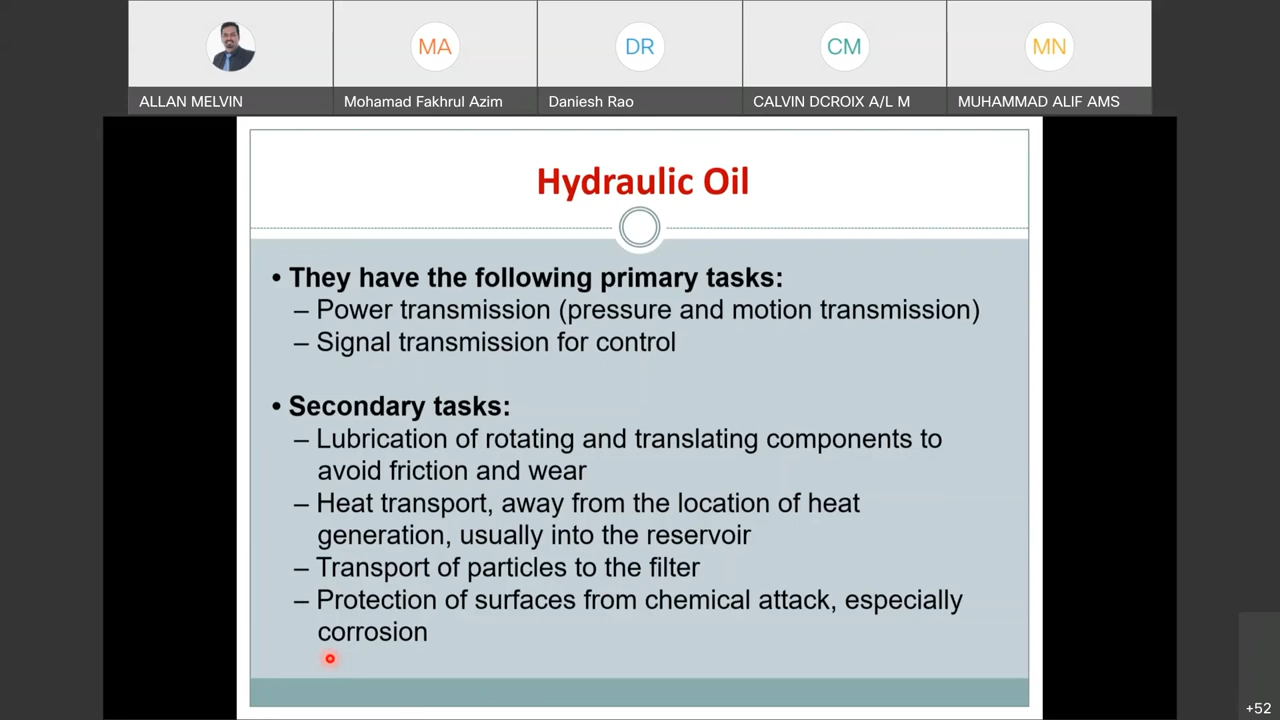 MA
DR
CM
MN
ALLAN MELVIN
Mohamad Fakhrul Azim
Daniesh Rao
CALVIN DCROIX A/L M
MUHAMMAD ALIF AMS
Hydraulic Oil
• They have the following primary tasks:
– Power transmission (pressure and motion transmission)
– Signal transmission for control
• Secondary tasks:
– Lubrication of rotating and translating components to
avoid friction and wear
– Heat transport, away from the location of heat
generation, usually into the reservoir
– Transport of particles to the filter
– Protection of surfaces from chemical attack, especially
corrosion
+52